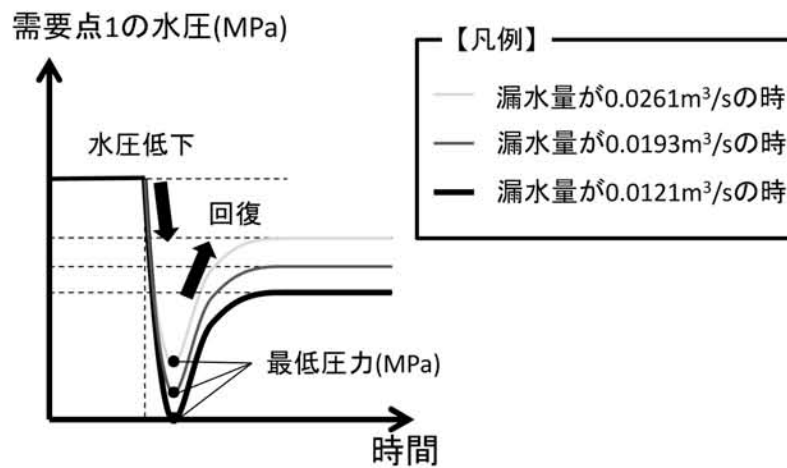 需要点1の水圧(MPa)
【凡例】
漏水量が0.0261m³/sの時
漏水量が0.0193m³/sの時
漏水量が0.0121m³/sの時
水圧低下
回復
最低圧力(MPa)
時間